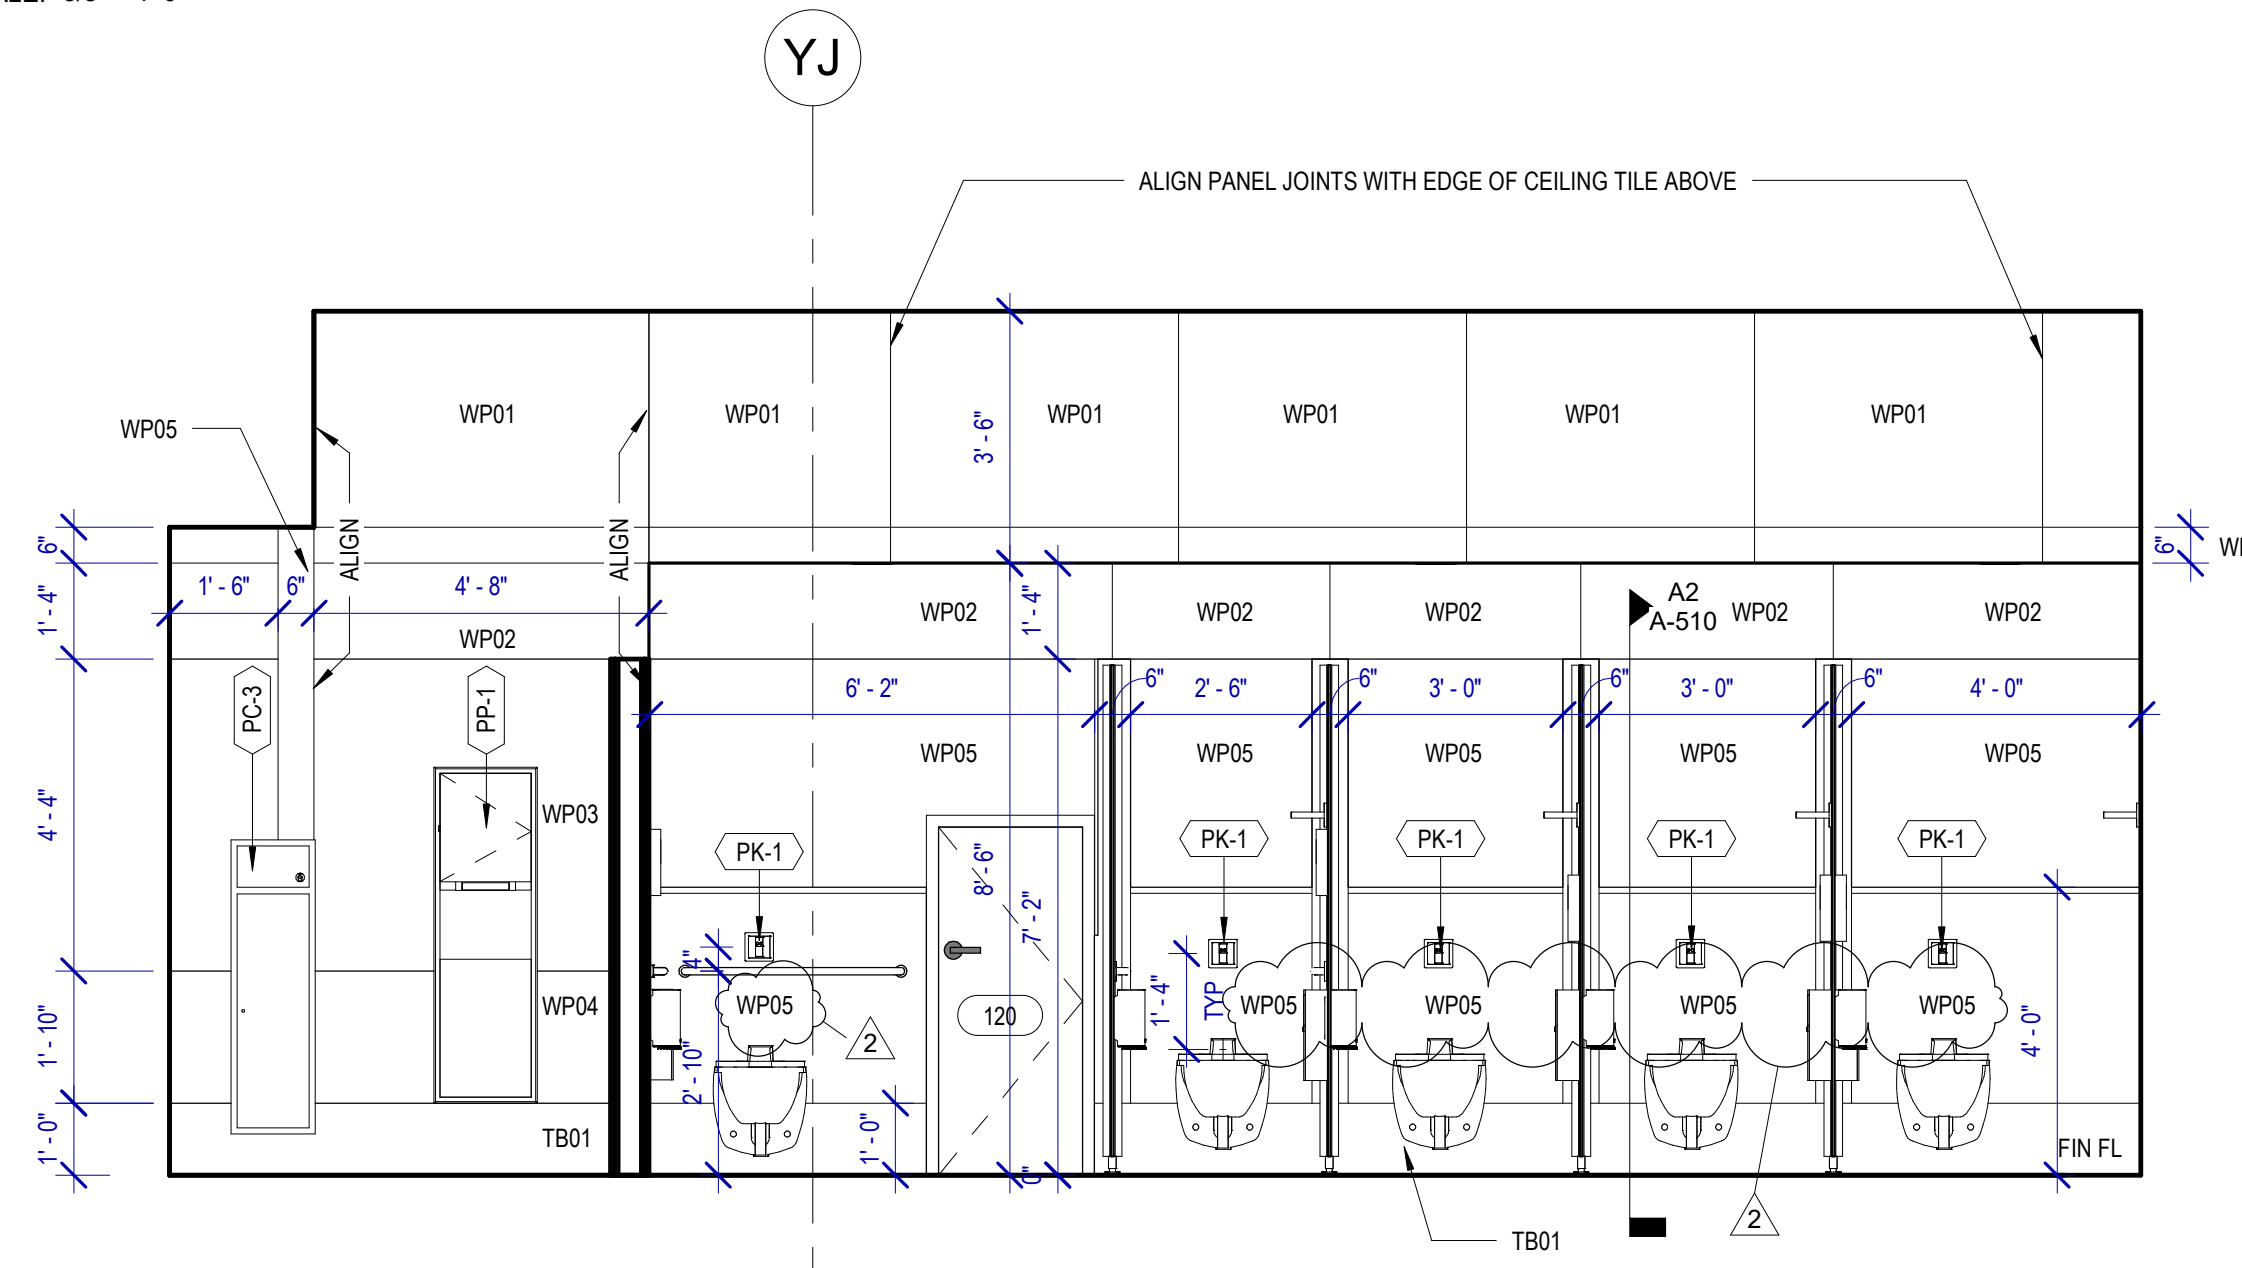 YJ
ALIGN PANEL JOINTS WITH EDGE OF CEILING TILE ABOVE
WP05
WP01
WP01
WP01
WP01
WP01
WP01
3' - 6"
ALIGN
ALIGN
6"
6"
1' - 6"
6"
4' - 8"
1' - 4"
WP02
WP02
1' - 4"
WP02
WP02
A2
A-510
WP02
WP02
PC-3
PP-1
6' - 2"
6"
2' - 6"
6"
3' - 0"
6"
3' - 0"
6"
4' - 0"
WP05
WP05
WP05
WP05
WP05
4' - 4"
WP03
PK-1
8' - 6"
7' - 2"
PK-1
PK-1
PK-1
PK-1
4"
1' - 10"
WP04
WP05
2
120
1' - 4"
TYP
WP05
WP05
WP05
WP05
4' - 0"
2' - 10"
1' - 0"
TB01
1' - 0"
0"
FIN FL
TB01
2